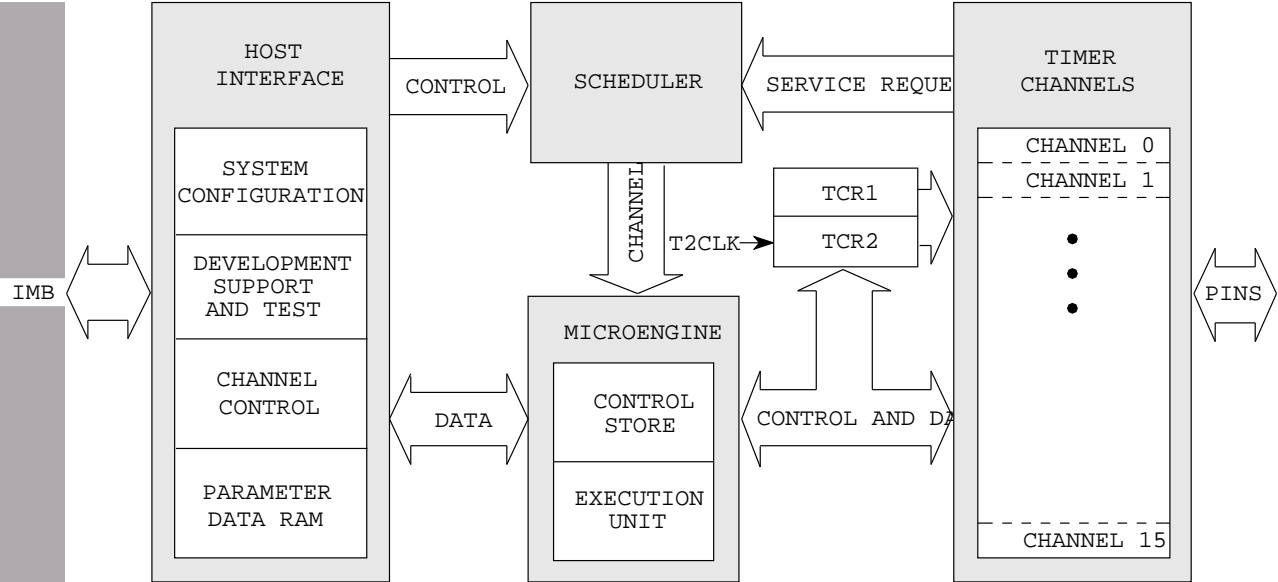 HOST
INTERFACE
SYSTEM
CONFIGURATION
DEVELOPMENT
SUPPORT
AND TEST
CHANNEL
CONTROL
PARAMETER
DATA RAM
IMB
CONTROL
SCHEDULER
SERVICE REQUE
CHANNEL
T2CLK
TCR1
TCR2
DATA
MICROENGINE
CONTROL
STORE
EXECUTION
UNIT
CONTROL AND DA
TIMER
CHANNELS
CHANNEL 0
CHANNEL 1
CHANNEL 15
PINS